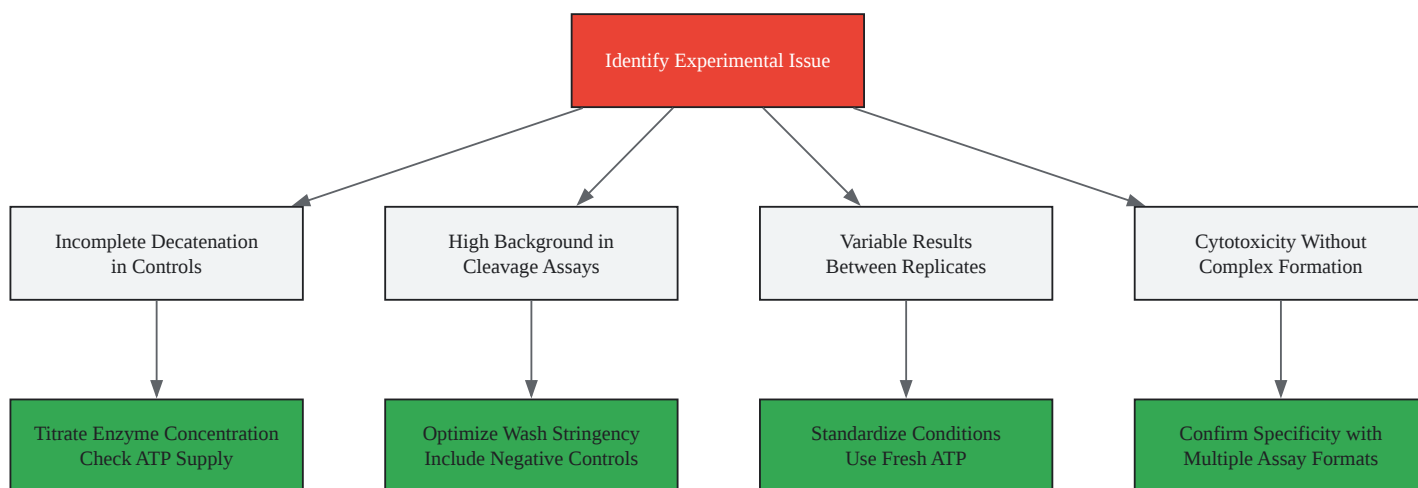 Identify Experimental Issue
Incomplete Decatenation
in Controls
High Background in
Cleavage Assays
Variable Results
Between Replicates
Cytotoxicity Without
Complex Formation
Titrate Enzyme Concentration
Check ATP Supply
Optimize Wash Stringency
Include Negative Controls
Standardize Conditions
Use Fresh ATP
Confirm Specificity with
Multiple Assay Formats